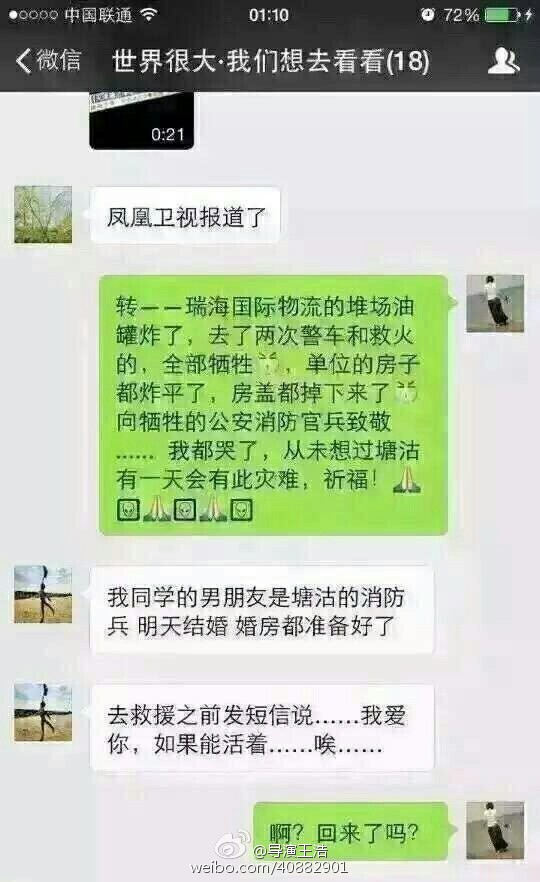 中国联通
01:10
72%
微信
世界很大·我们想去看看(18)
0:21
凤凰卫视报道了
转——瑞海国际物流的堆场油
罐炸了，去了两次警车和救火
的，全部牺牲，单位的房子
都炸平了，房盖都掉下来了
向牺牲的公安消防官兵致敬
...... 我都哭了，从未想过塘沽
有一天会有此灾难，祈福！🙏
👽🙏👽🙏👽
我同学的男朋友是塘沽的消防
兵 明天结婚 婚房都准备好了
去救援之前发短信说......我爱
你，如果能活着......唉......
啊？回来了吗？
@导演王浩
weibo.com/40882901